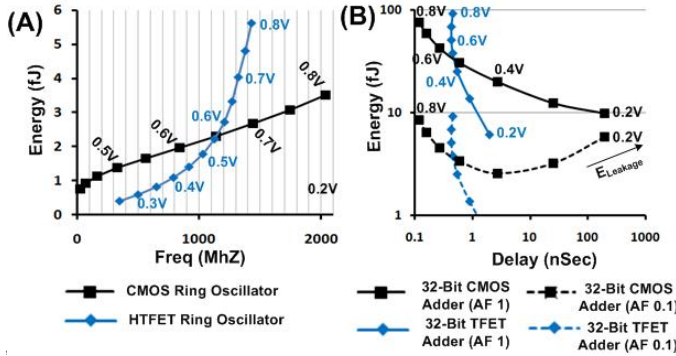 (A)
Energy (fJ)
6
5
4
3
2
1
0
0.8V
0.7V
0.6V
0.5V
0.4V
0.3V
0.5V
0.6V
0.7V
0.8V
0.2V
0 1000 2000
Freq (MhZ)
CMOS Ring Oscillator
HTFET Ring Oscillator
(B)
Energy (fJ)
100
10
1
0.8V
0.6V
0.4V
0.2V
0.8V
0.6V
0.4V
0.2V
0.8V
0.2V
ELeakage
0.1 1 10 100 1000
Delay (nSec)
32-Bit CMOS
Adder (AF 1)
32-Bit CMOS
Adder (AF 0.1)
32-Bit TFET
Adder (AF 1)
32-Bit TFET
Adder (AF 0.1)